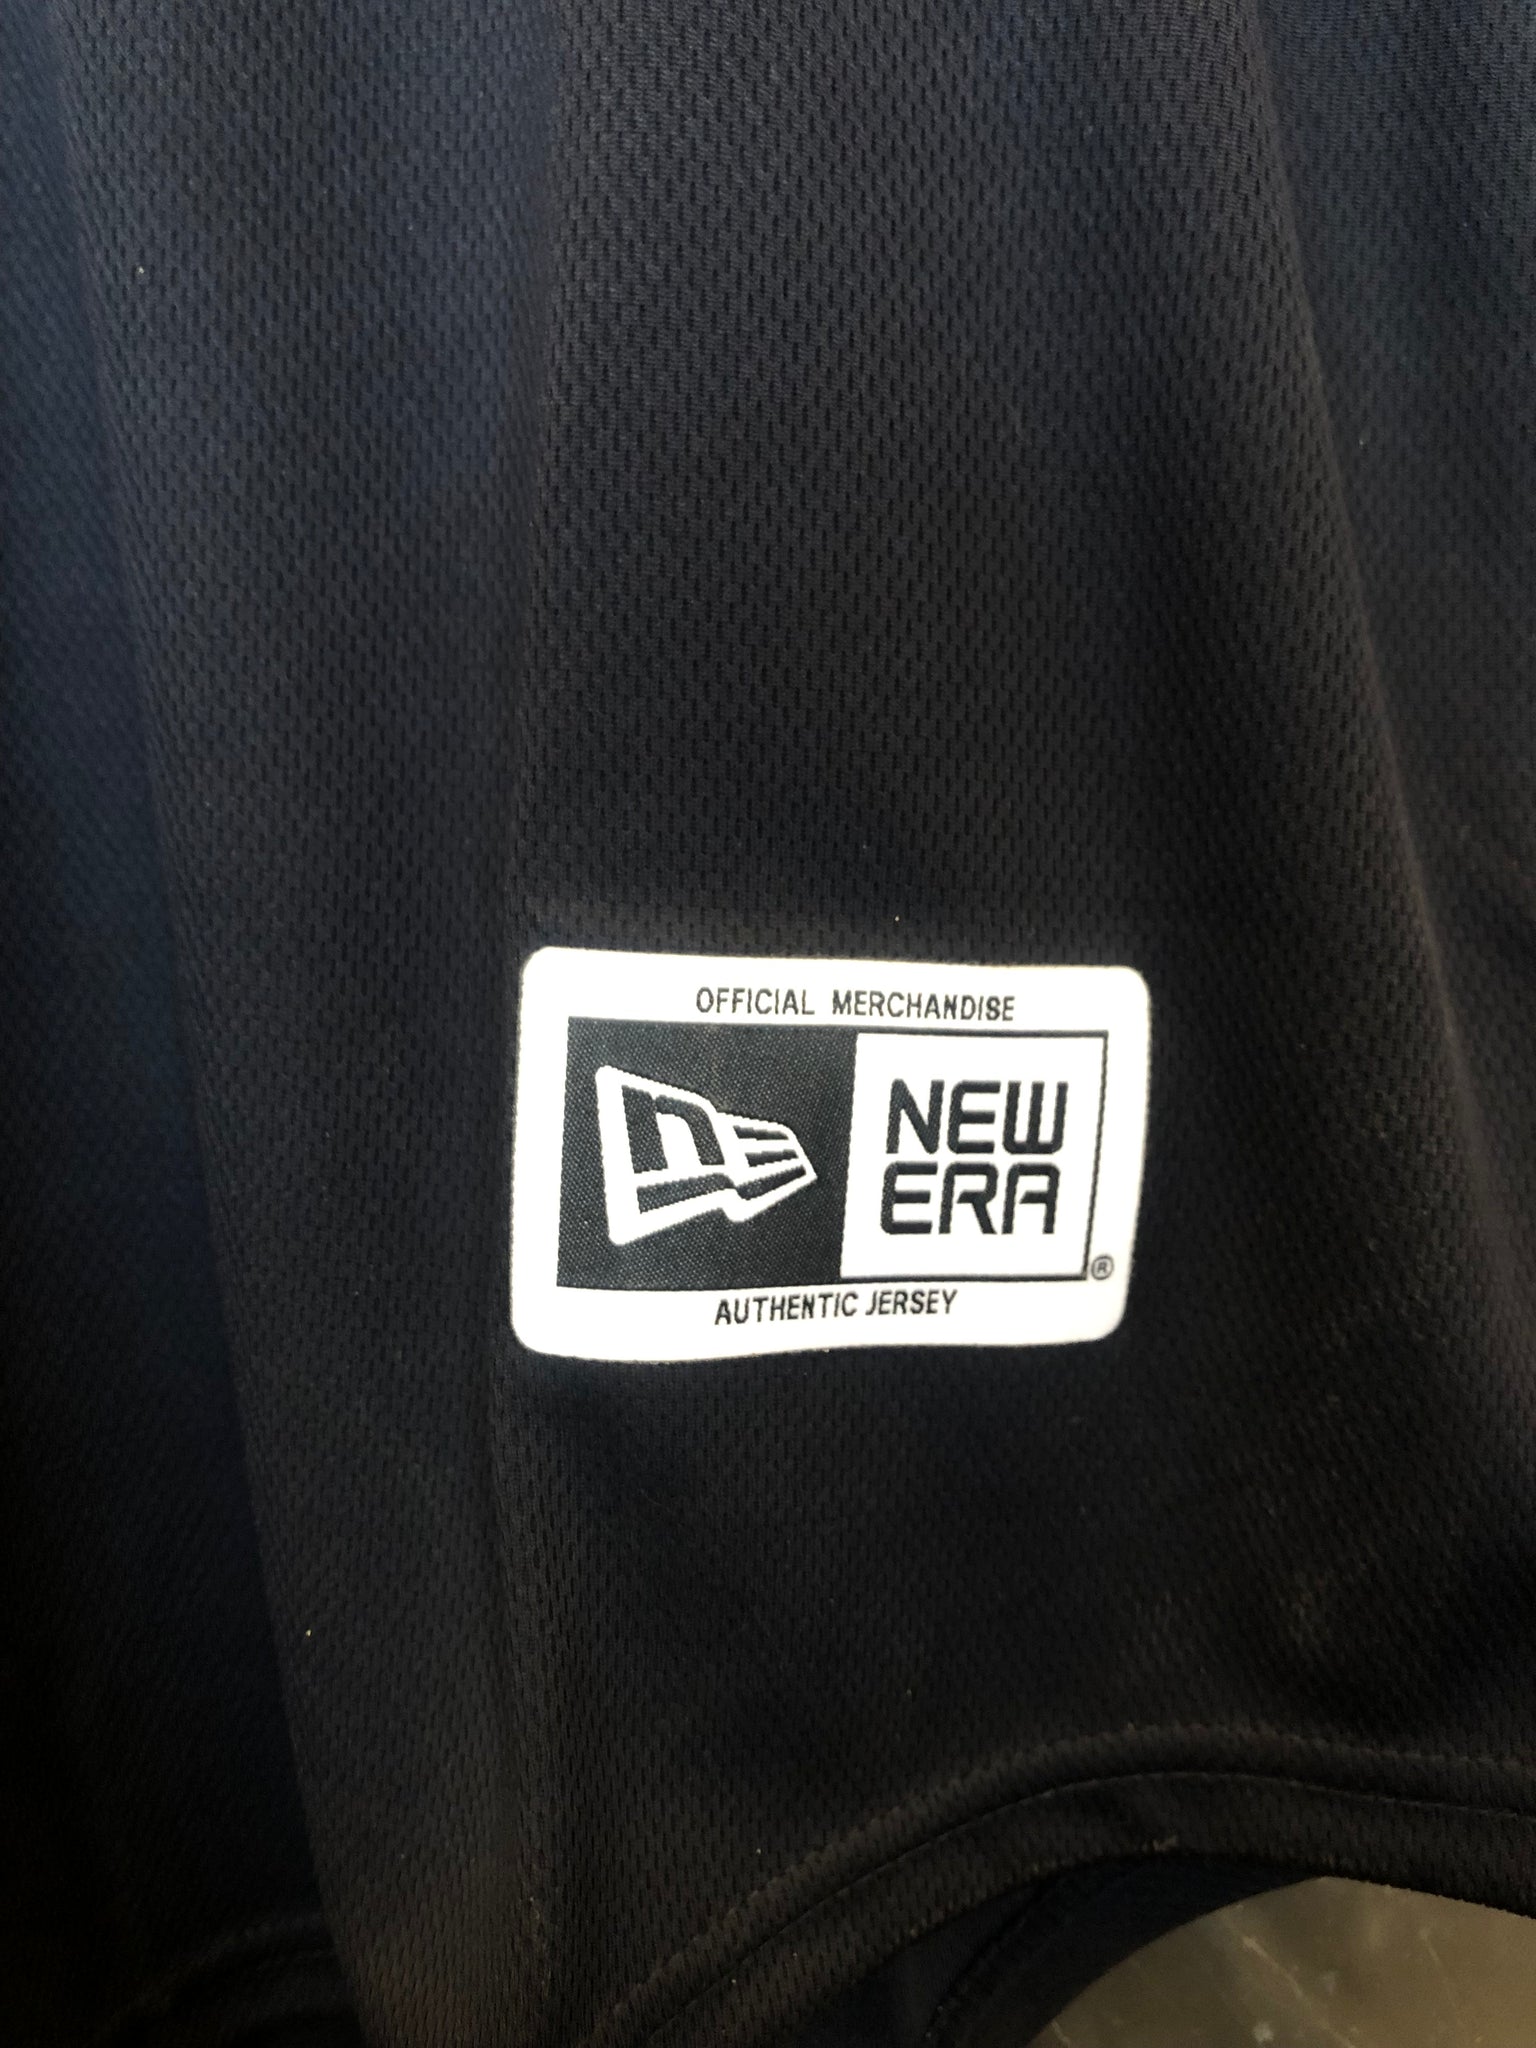 OFFICIAL MERCHANDISE
NEW
ERA
®
AUTHENTIC JERSEY